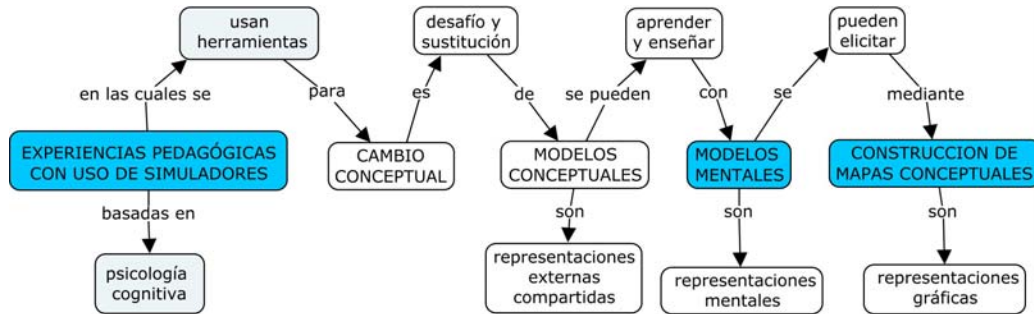 usan
herramientas
desafío y
sustitución
aprender
y enseñar
pueden
elicitar
en las cuales se
para
es
de
se pueden
con
se
mediante
EXPERIENCIAS PEDAGÓGICAS
CON USO DE SIMULADORES
CAMBIO
CONCEPTUAL
MODELOS
CONCEPTUALES
MODELOS
MENTALES
CONSTRUCCION DE
MAPAS CONCEPTUALES
basadas en
son
son
son
psicología
cognitiva
representaciones
externas
compartidas
representaciones
mentales
representaciones
gráficas